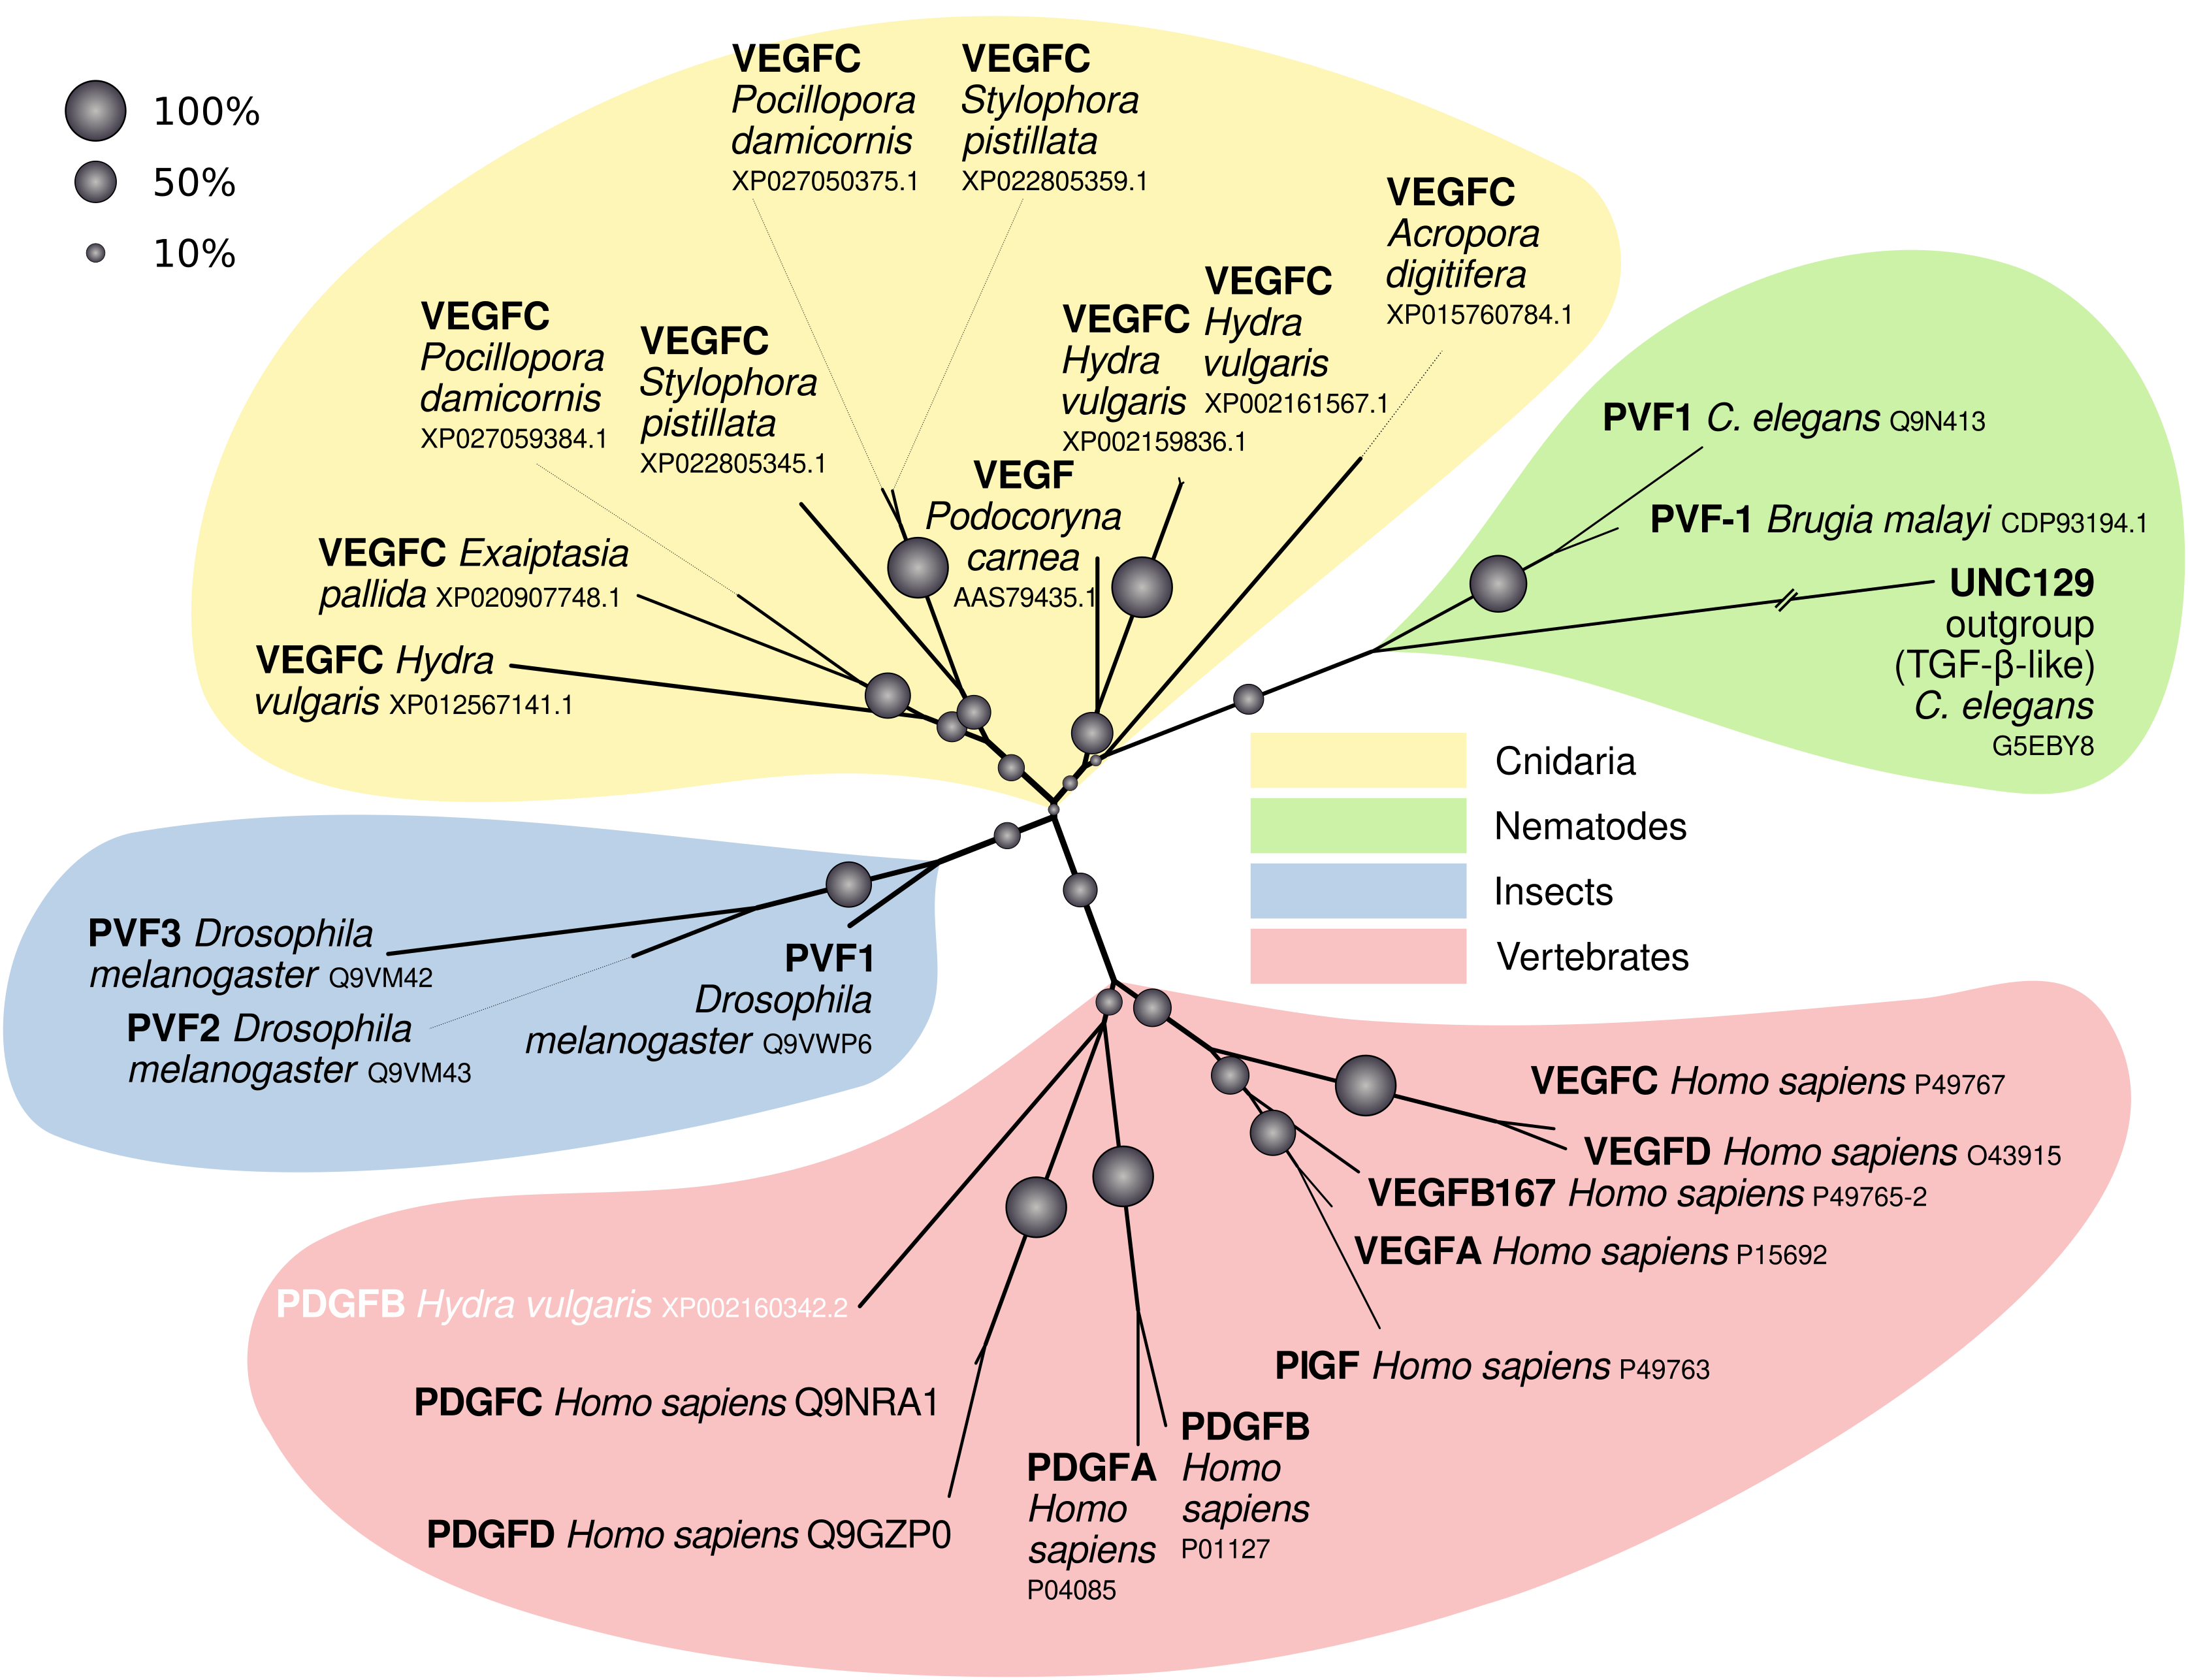 100%
50%
10%
VEGFC
Pocillopora
damicornis
XP027050375.1
VEGFC
Stylophora
pistillata
XP022805359.1
VEGFC
Acropora
digitifera
XP015760784.1
VEGFC
Pocillopora
damicornis
XP027059384.1
VEGFC
Stylophora
pistillata
XP022805345.1
VEGFC
Hydra
vulgaris
XP002159836.1
VEGFC
Hydra
vulgaris
XP002161567.1
VEGF
Podocoryna
carnea
AAS79435.1
VEGFC Exaiptasia
pallida XP020907748.1
VEGFC Hydra
vulgaris XP012567141.1
PVF1 C. elegans Q9N413
PVF-1 Brugia malayi CDP93194.1
UNC129
outgroup
(TGF-β-like)
C. elegans
G5EBY8
Cnidaria
Nematodes
Insects
Vertebrates
PVF3 Drosophila
melanogaster Q9VM42
PVF2 Drosophila
melanogaster Q9VM43
PVF1
Drosophila
melanogaster Q9VWP6
VEGFC Homo sapiens P49767
VEGFD Homo sapiens O43915
VEGFB167 Homo sapiens P49765-2
VEGFA Homo sapiens P15692
PlGF Homo sapiens P49763
PDGFB Hydra vulgaris XP002160342.2
PDGFC Homo sapiens Q9NRA1
PDGFD Homo sapiens Q9GZP0
PDGFA
Homo
sapiens
P04085
PDGFB
Homo
sapiens
P01127